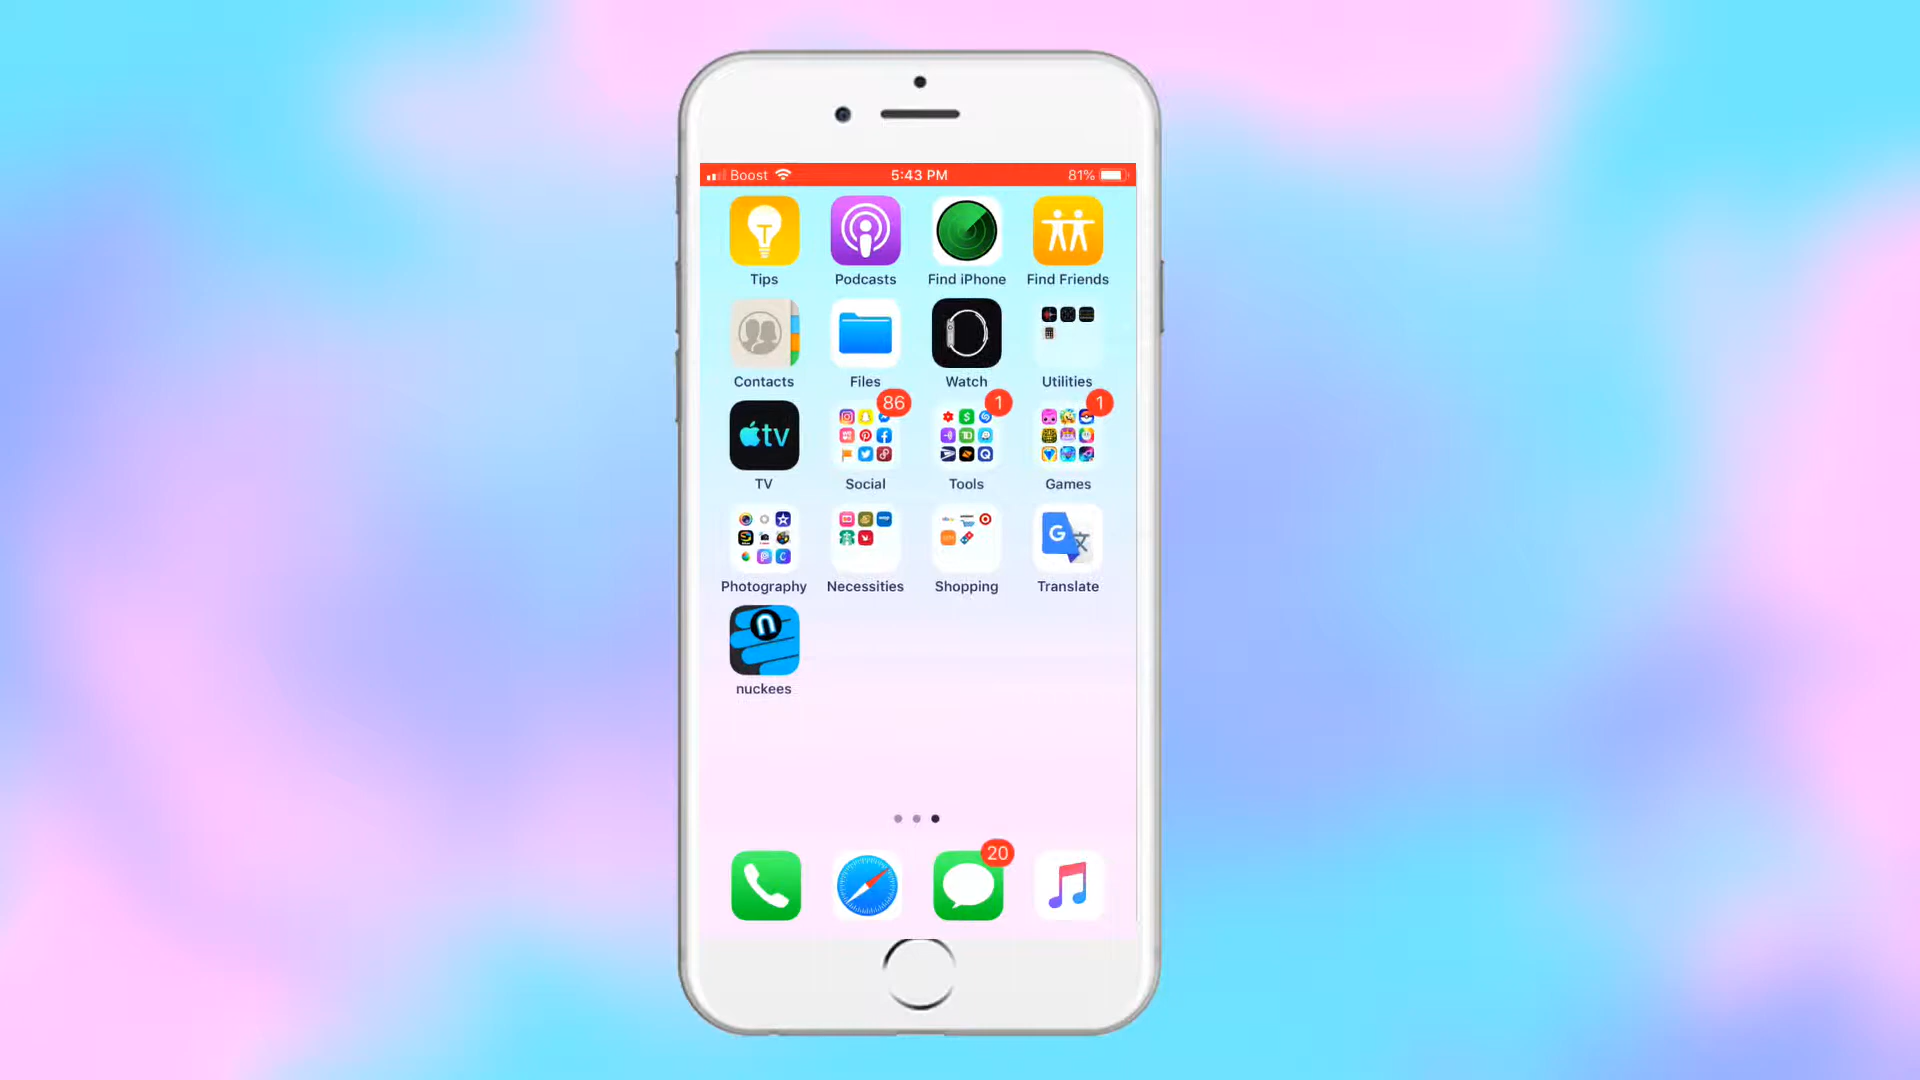 Boost 5:43 PM 81%
T
Tips Podcasts Find iPhone Find Friends
Contacts Files Watch Utilities
86 1 1
tv
TV Social Tools Games
G 文
Photography Necessities Shopping Translate
n
nuckees
20